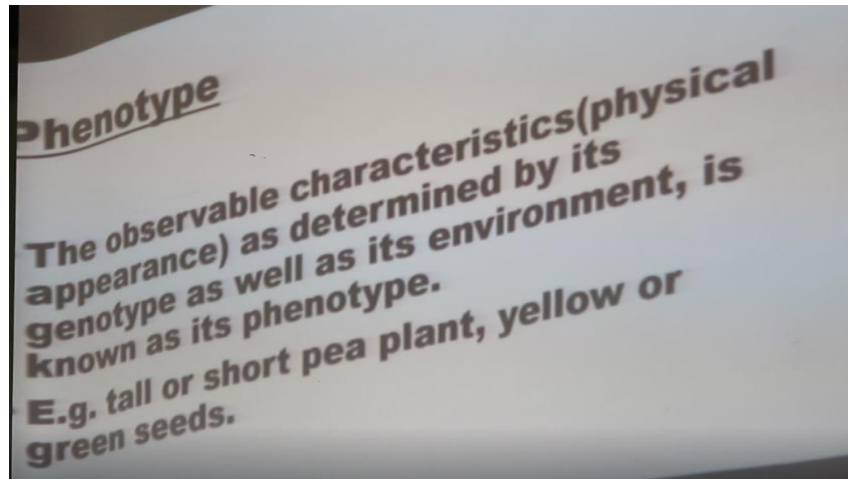 Phenotype
The observable characteristics(physical
appearance) as determined by its
genotype as well as its environment, is
known as its phenotype.
E.g. tall or short pea plant, yellow or
green seeds.